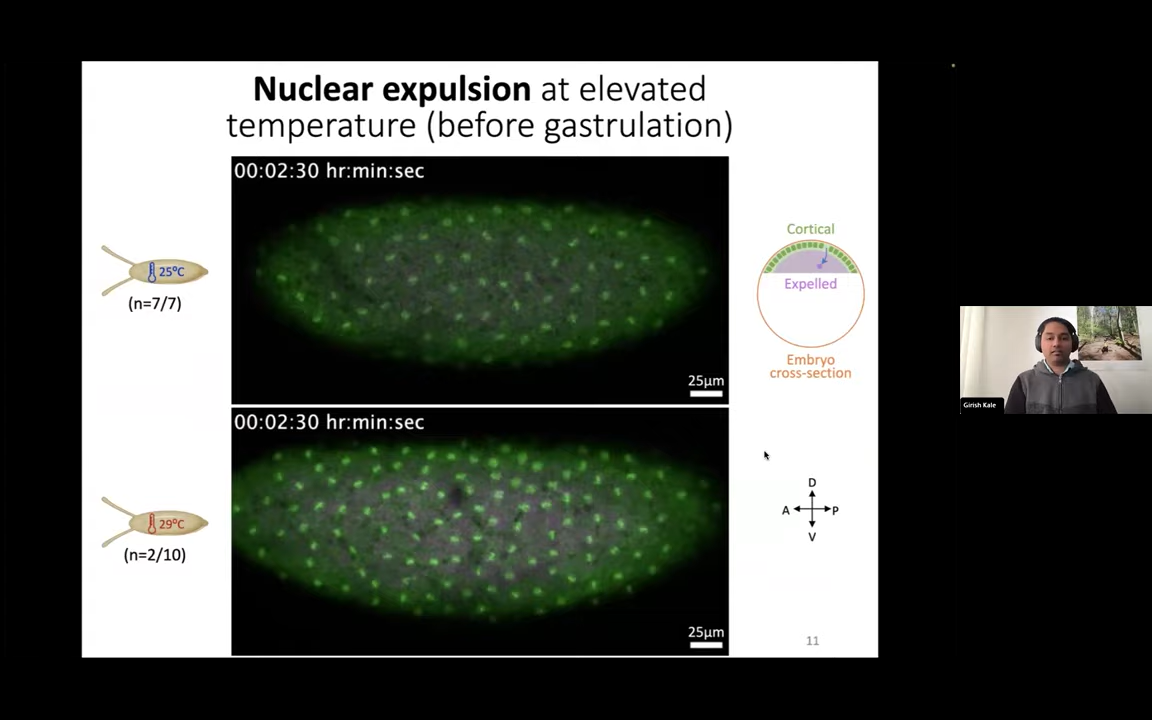 Nuclear expulsion at elevated
temperature (before gastrulation)
00:02:30 hr:min:sec
25°C
(n=7/7)
25µm
Cortical
Expelled
Embryo
cross-section
00:02:30 hr:min:sec
29°C
(n=2/10)
25µm
D
A
P
V
11
Girish Kale